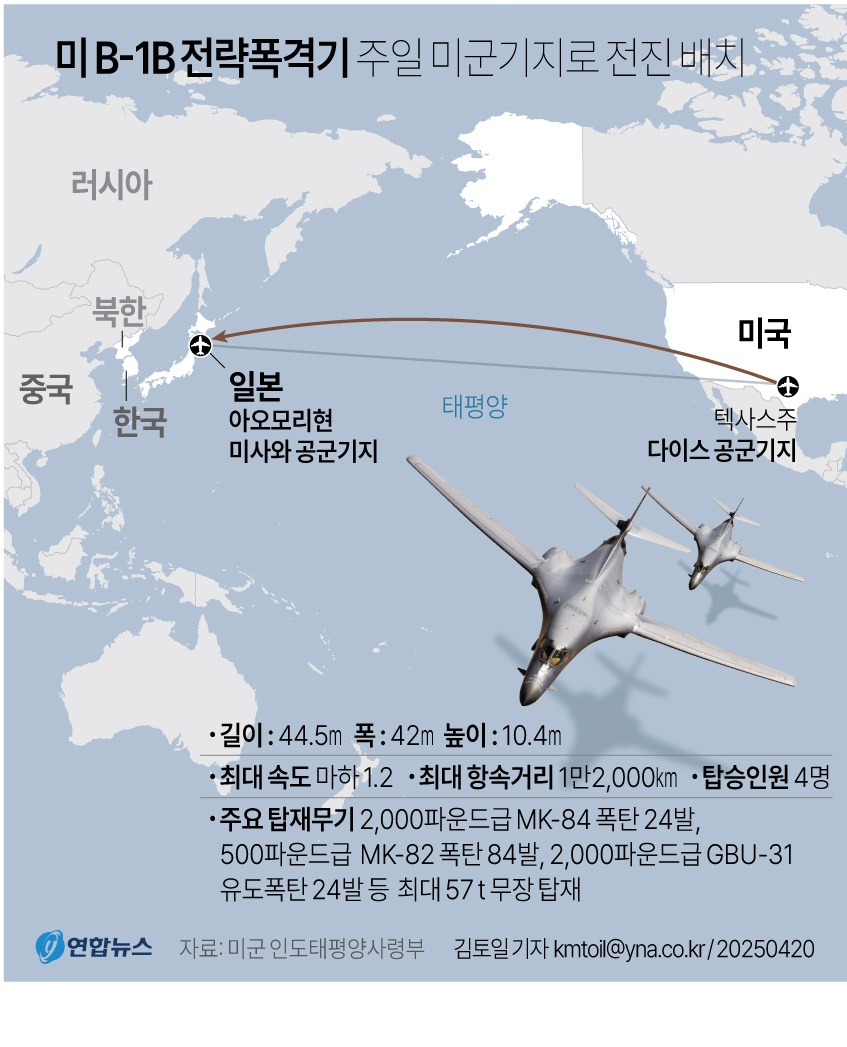 미 B-1B 전략폭격기 주일 미군기지로 전진 배치
러시아
북한
중국
한국
일본
아오모리현
미사와 공군기지
태평양
미국
텍사스주
다이스 공군기지
·길이 : 44.5m 폭 : 42m 높이 : 10.4m
·최대 속도 마하 1.2 ·최대 항속거리 1만2,000㎞ ·탑승인원 4명
·주요 탑재무기 2,000파운드급 MK-84 폭탄 24발,
500파운드급 MK-82 폭탄 84발, 2,000파운드급 GBU-31
유도폭탄 24발 등 최대 57 t 무장 탑재
연합뉴스 자료: 미군 인도태평양사령부 김토일 기자 kmtoil@yna.co.kr / 20250420